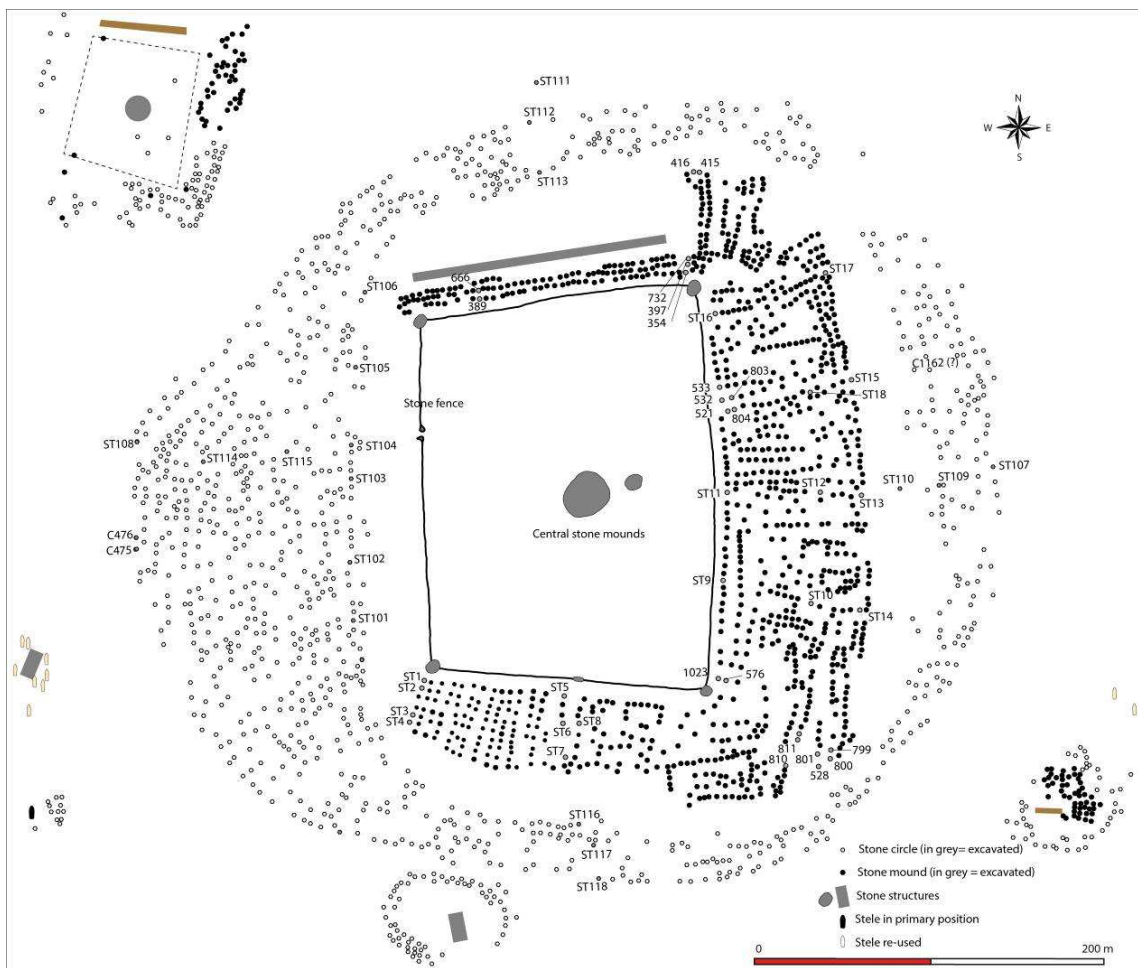 ST111
N
W E
S
ST112
ST113
416 415
ST17
ST106
666
389
732
397
354
ST16
C1162 (?)
ST105
533
532
521
803
804
ST15
ST18
Stone fence
ST108
ST104
ST114
ST115
ST103
ST107
ST110
ST109
ST11
ST12
ST13
Central stone mounds
C476
C475
ST102
ST9
ST10
ST14
ST101
ST1
ST2
ST3
ST4
ST5
ST6
ST7
ST8
1023
576
811
810
801
528
799
800
ST116
ST117
ST118
Stone circle (in grey= excavated)
Stone mound (in grey = excavated)
Stone structures
Stele in primary position
Stele re-used
0 200 m